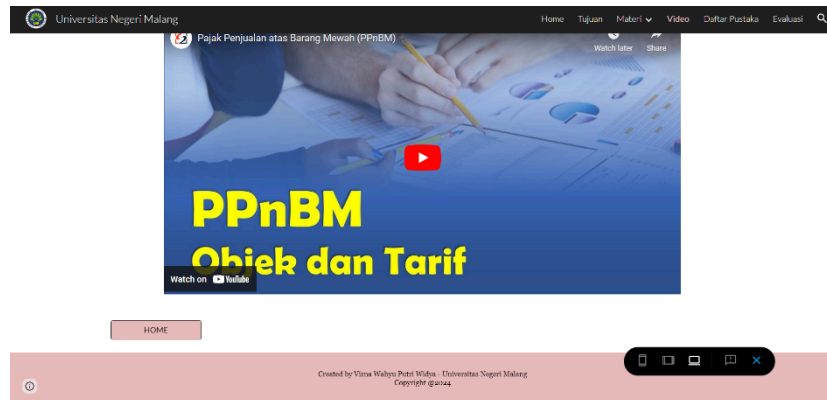 Universitas Negeri Malang
Home Tujuan Materi Video Daftar Pustaka Evaluasi
Pajak Penjualan atas Barang Mewah (PPnBM)
Watch later Share
PPnBM
Objek dan Tarif
Watch on YouTube
HOME
Created by Virna Wahyu Putri Widya - Universitas Negeri Malang
Copyright @2024